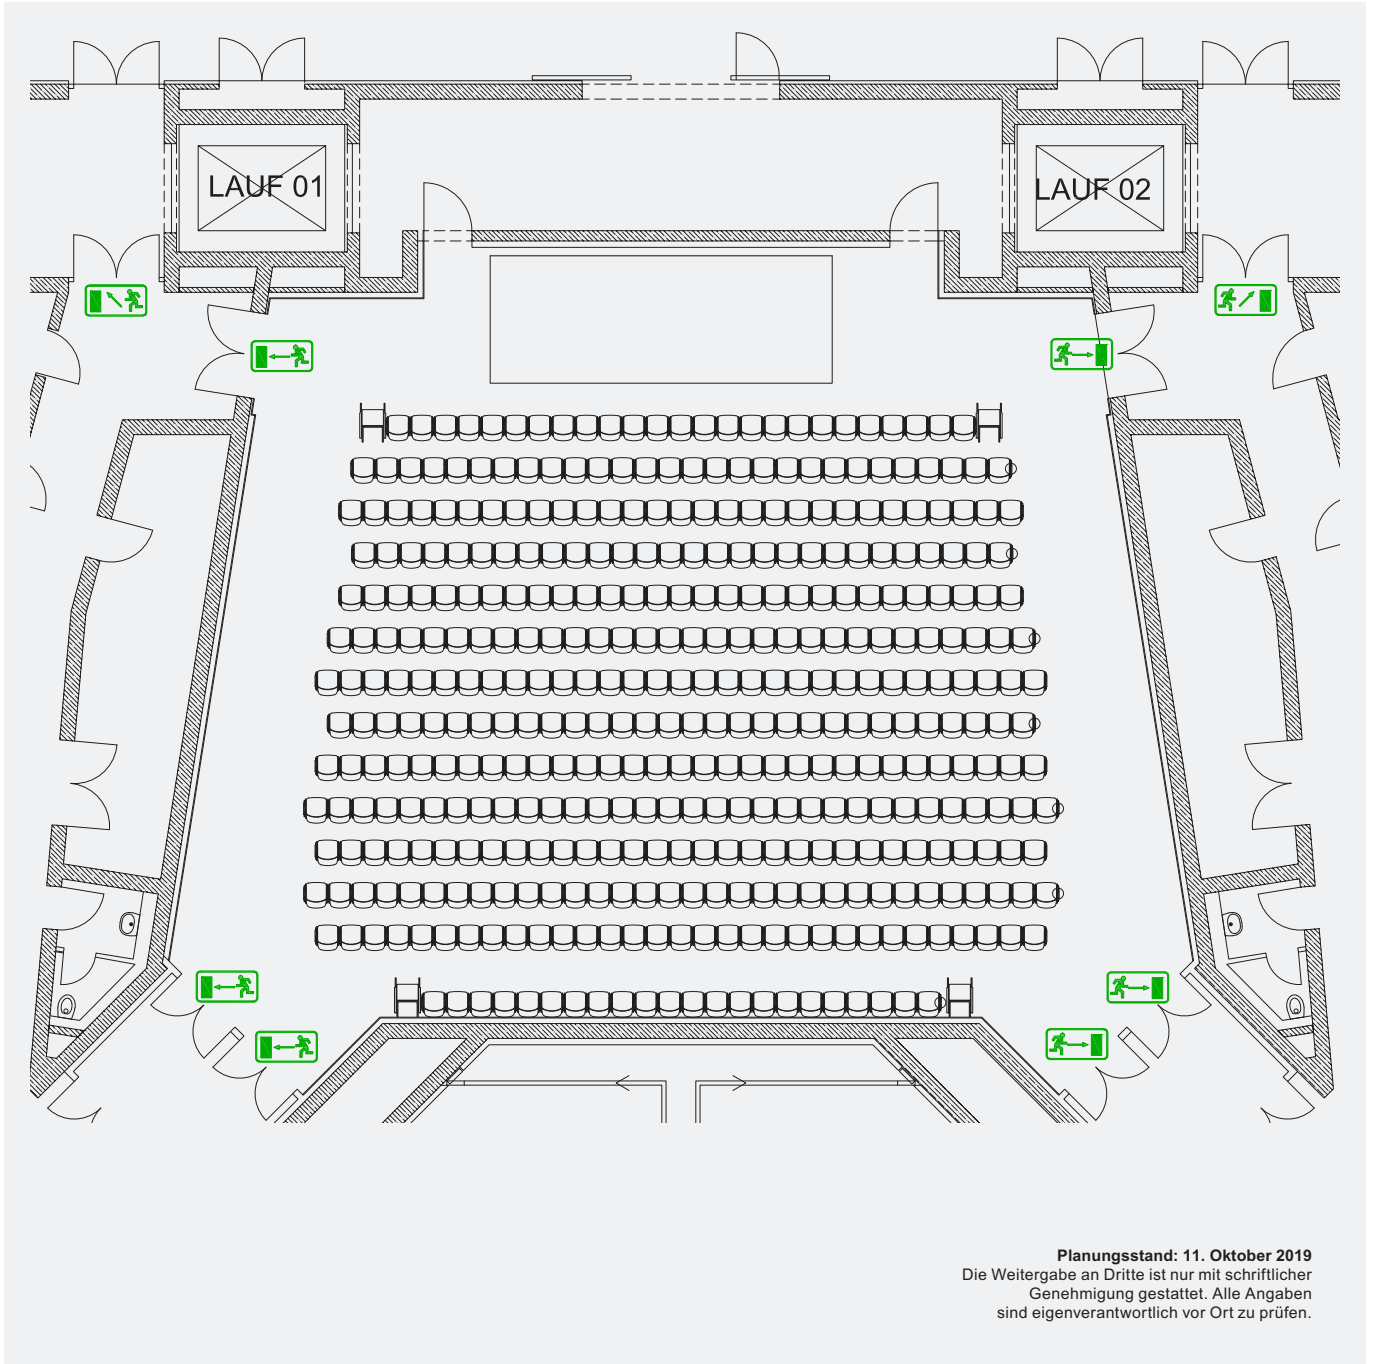 LAUF 01
LAUF 02
Planungsstand: 11. Oktober 2019
Die Weitergabe an Dritte ist nur mit schriftlicher
Genehmigung gestattet. Alle Angaben
sind eigenverantwortlich vor Ort zu prüfen.